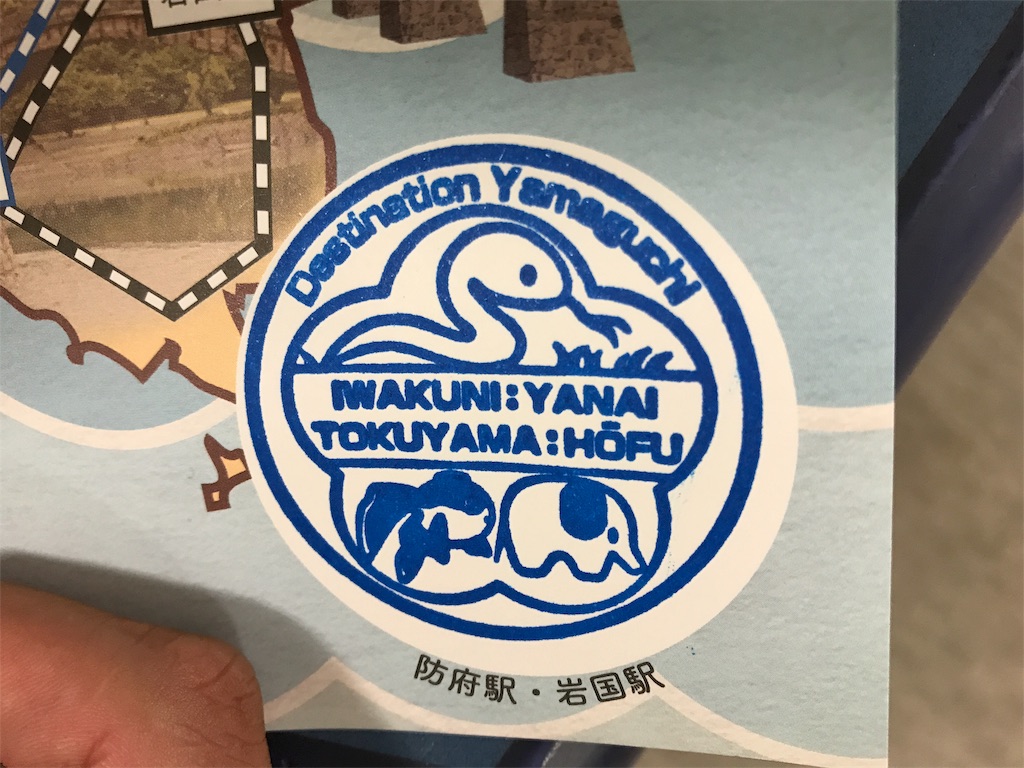 Destination Yamaguchi
IWAKUNI:YANAI
TOKUYAMA:HŌFU
防府駅・岩国駅